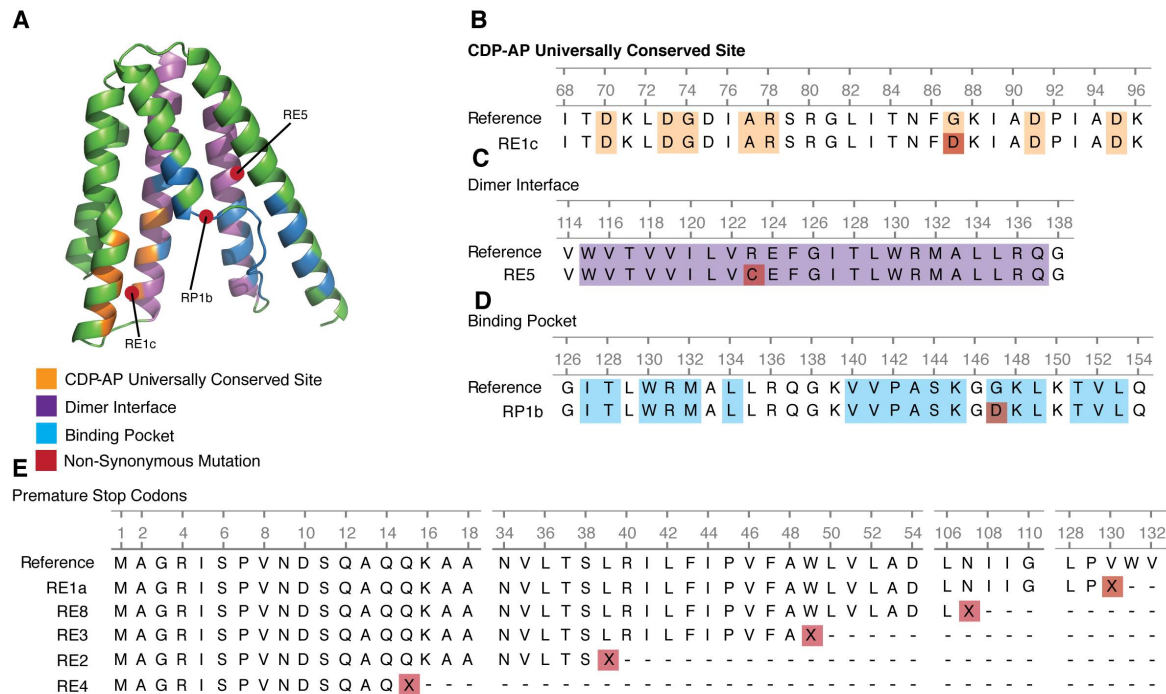 A
RE5
RP1b
RE1c
CDP-AP Universally Conserved Site
Dimer Interface
Binding Pocket
Non-Synonymous Mutation
B
CDP-AP Universally Conserved Site
68 70 72 74 76 78 80 82 84 86 88 90 92 94 96
Reference I T D K L D G D I A R S R G L I T N F G K I A D P I A D K
RE1c I T D K L D G D I A R S R G L I T N F D K I A D P I A D K
C
Dimer Interface
114 116 118 120 122 124 126 128 130 132 134 136 138
Reference V W V T V V I L V R E F G I T L W R M A L L R Q G
RE5 V W V T V V I L V C E F G I T L W R M A L L R Q G
D
Binding Pocket
126 128 130 132 134 136 138 140 142 144 146 148 150 152 154
Reference G I T L W R M A L L R Q G K V V P A S K G G K L K T V L Q
RP1b G I T L W R M A L L R Q G K V V P A S K G D K L K T V L Q
E
Premature Stop Codons
1 2 4 6 8 10 12 14 16 18 34 36 38 40 42 44 46 48 50 52 54 106 108 110 128 130 132
Reference M A G R I S P V N D S Q A Q Q K A A N V L T S L R I L F I P V F A W L V L A D L N I I G L P V W V
RE1a M A G R I S P V N D S Q A Q Q K A A N V L T S L R I L F I P V F A W L V L A D L N I I G L P X - -
RE8 M A G R I S P V N D S Q A Q Q K A A N V L T S L R I L F I P V F A W L V L A D L X - - - - - - - -
RE3 M A G R I S P V N D S Q A Q Q K A A N V L T S L R I L F I P V F A X - - - - - - - - - - - - - - -
RE2 M A G R I S P V N D S Q A Q Q K A A N V L T S X - - - - - - - - - - - - - - - - - - - - - - - - -
RE4 M A G R I S P V N D S Q A Q X - - - - - - - - - - - - - - - - - - - - - - - - - - - - - - - - - -